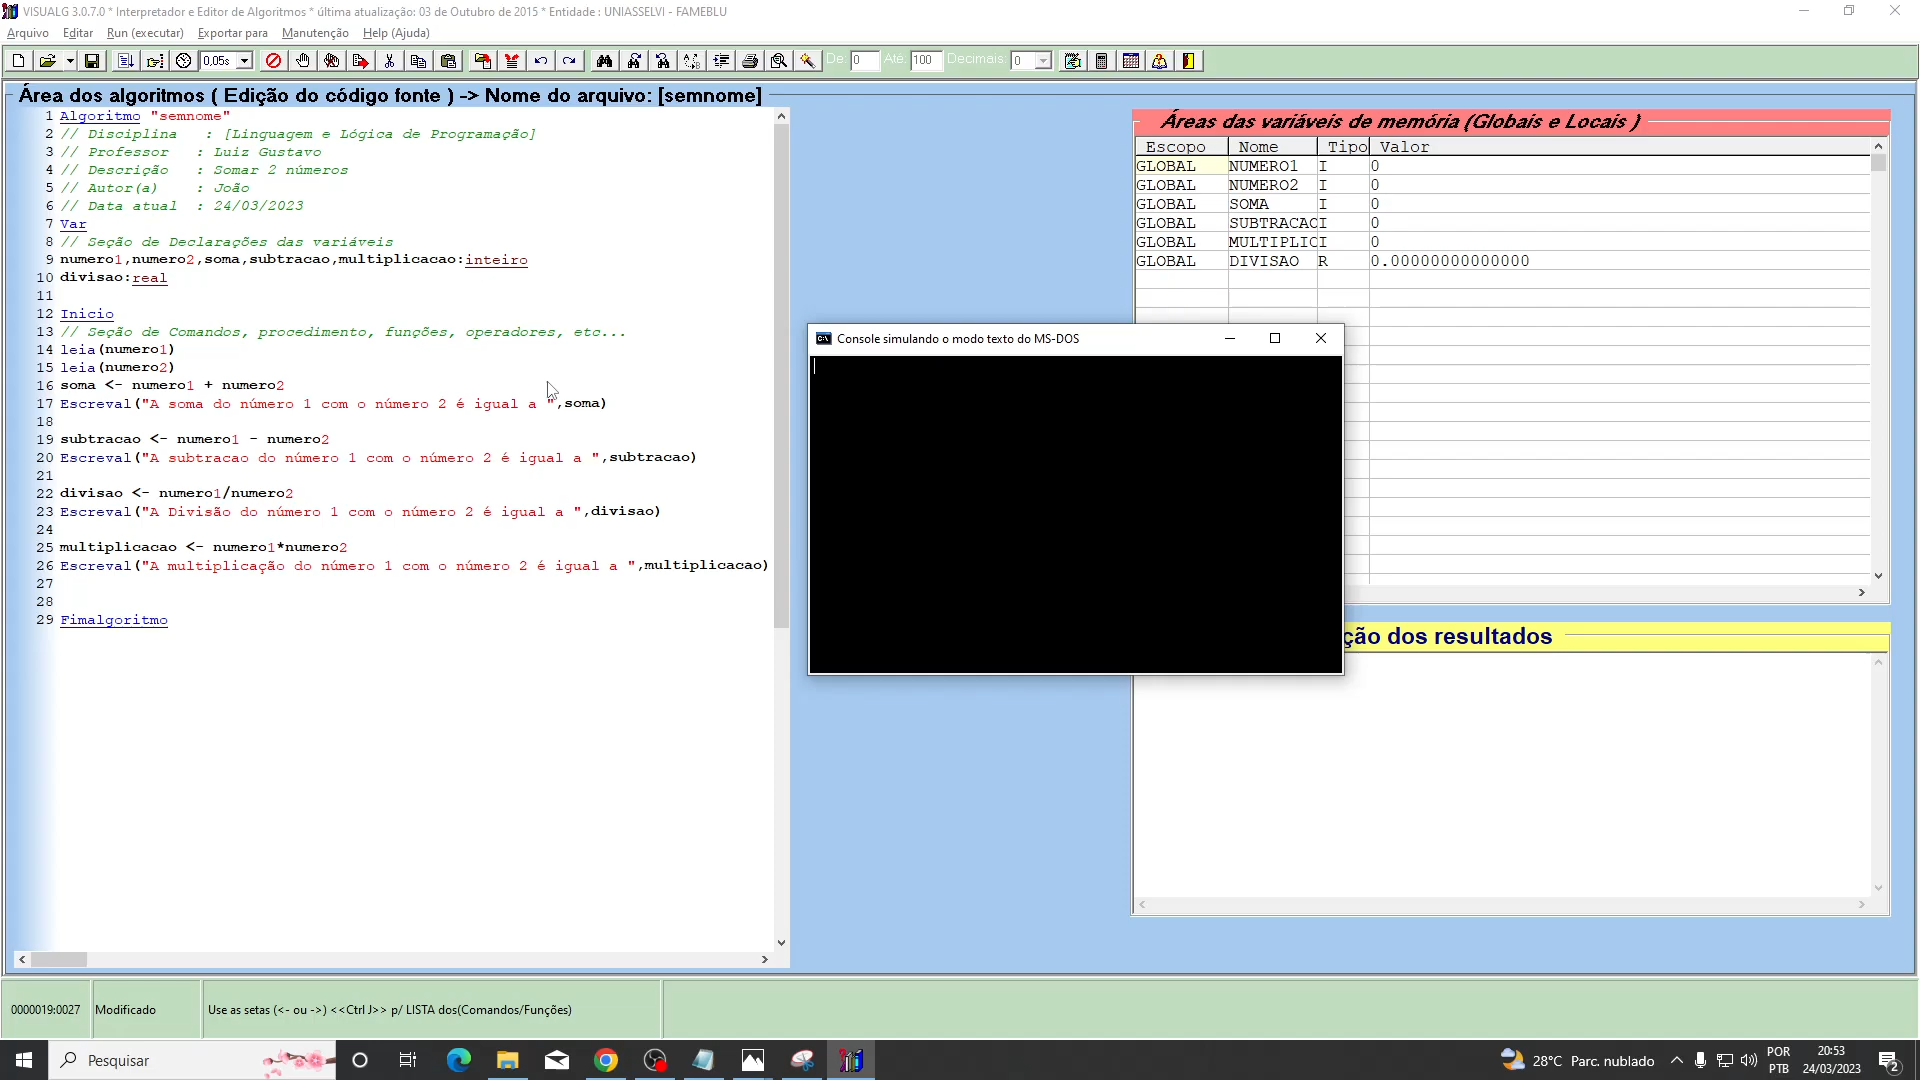 VISUALG 3.0.7.0 * Interpretador e Editor de Algoritmos * última atualização: 03 de Outubro de 2015 * Entidade : UNIASSELVI - FAMEBLU
Arquivo Editar Run (executar) Exportar para Manutenção Help (Ajuda)
0,05s De: 0 Até: 100 Decimais: 0
Área dos algoritmos ( Edição do código fonte ) -> Nome do arquivo: [semnome]
1 Algoritmo "semnome"
2 // Disciplina : [Linguagem e Lógica de Programação]
3 // Professor : Luiz Gustavo
4 // Descrição : Somar 2 números
5 // Autor(a) : João
6 // Data atual : 24/03/2023
7 Var
8 // Seção de Declarações das variáveis
9 numero1,numero2,soma,subtracao,multiplicacao:inteiro
10 divisao:real
11
12 Inicio
13 // Seção de Comandos, procedimento, funções, operadores, etc...
14 leia(numero1)
15 leia(numero2)
16 soma <- numero1 + numero2
17 Escreval("A soma do número 1 com o número 2 é igual a ",soma)
18
19 subtracao <- numero1 - numero2
20 Escreval("A subtracao do número 1 com o número 2 é igual a ",subtracao)
21
22 divisao <- numero1/numero2
23 Escreval("A Divisão do número 1 com o número 2 é igual a ",divisao)
24
25 multiplicacao <- numero1*numero2
26 Escreval("A multiplicação do número 1 com o número 2 é igual a ",multiplicacao)
27
28
29 Fimalgoritmo
Áreas das variáveis de memória (Globais e Locais )
Escopo Nome Tipo Valor
GLOBAL NUMERO1 I 0
GLOBAL NUMERO2 I 0
GLOBAL SOMA I 0
GLOBAL SUBTRACAO I 0
GLOBAL MULTIPLIC I 0
GLOBAL DIVISAO R 0.00000000000000
Console simulando o modo texto do MS-DOS
ção dos resultados
0000019:0027 Modificado Use as setas (<- ou ->) <<Ctrl J>> p/ LISTA dos(Comandos/Funções)
Pesquisar
28°C Parc. nublado
POR
PTB
20:53
24/03/2023
2